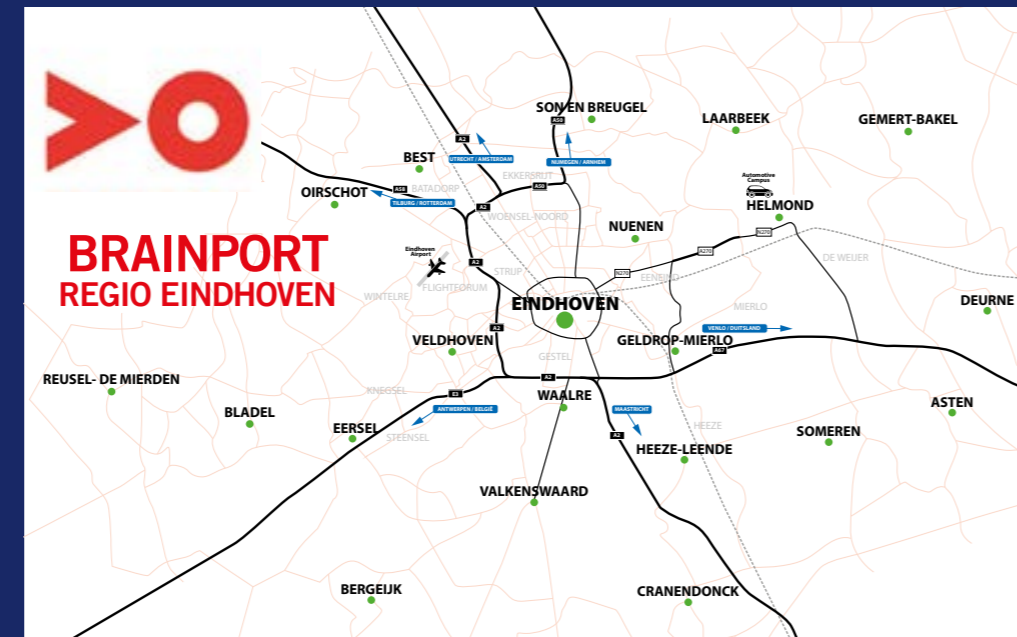 BRAINPORT
REGIO EINDHOVEN
SON EN BREUGEL
LAARBEEK
GEMERT-BAKEL
A50
A2
UTRECHT / AMSTERDAM
NIJMEGEN / ARNHEM
BEST
EKKERSRIJT
Automotive
Campus
OIRSCHOT
A58
BATADORP
A50
TILBURG / ROTTERDAM
A2
WOENSEL-NOORD
HELMOND
NUENEN
N270
Eindhoven
Airport
A270
DE WEIJER
A2
STRIJP
N270
EENEIND
FLIGHTFORUM
WINTELRE
EINDHOVEN
MIERLO
DEURNE
A2
VENLO / DUITSLAND
VELDHOVEN
GELDROP-MIERLO
A67
GESTEL
REUSEL- DE MIERDEN
A2
KNEGSEL
E3
WAALRE
ANTWERPEN / BELGIË
MAASTRICHT
ASTEN
BLADEL
EERSEL
STEENSEL
A2
HEEZE
SOMEREN
HEEZE-LEENDE
VALKENSWAARD
BERGEIJK
CRANENDONCK